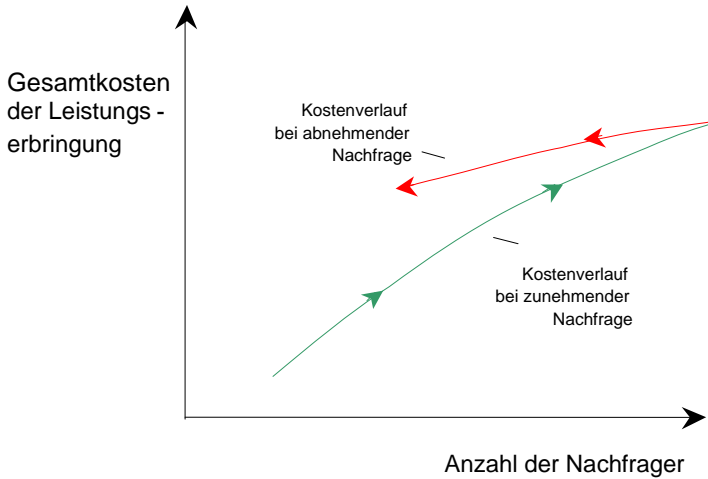 Gesamtkosten
der Leistungs -
erbringung
Kostenverlauf
bei abnehmender
Nachfrage
Kostenverlauf
bei zunehmender
Nachfrage
Anzahl der Nachfrager